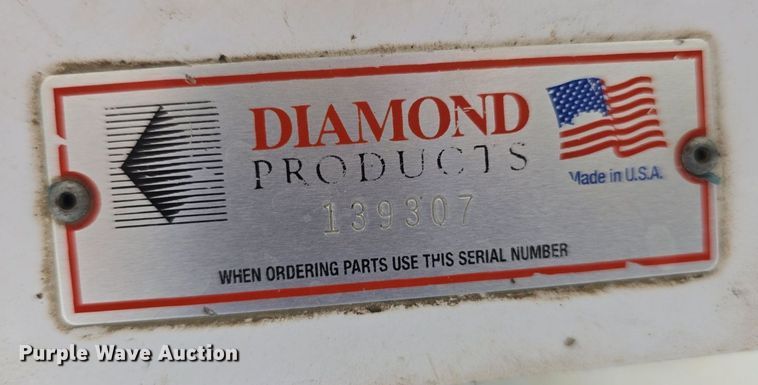 DIAMOND
PRODUCTS
Made in U.S.A.
139307
WHEN ORDERING PARTS USE THIS SERIAL NUMBER
Purple Wave Auction